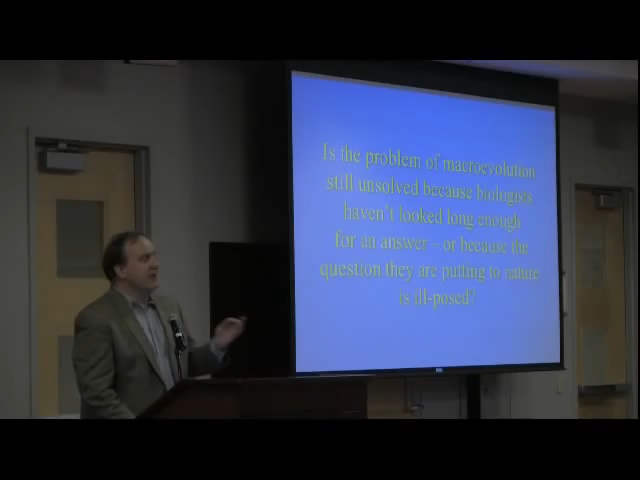 Is the problem of macroevolution
still unsolved because biologists
haven't looked long enough
for an answer – or because the
question they are putting to nature
is ill-posed?